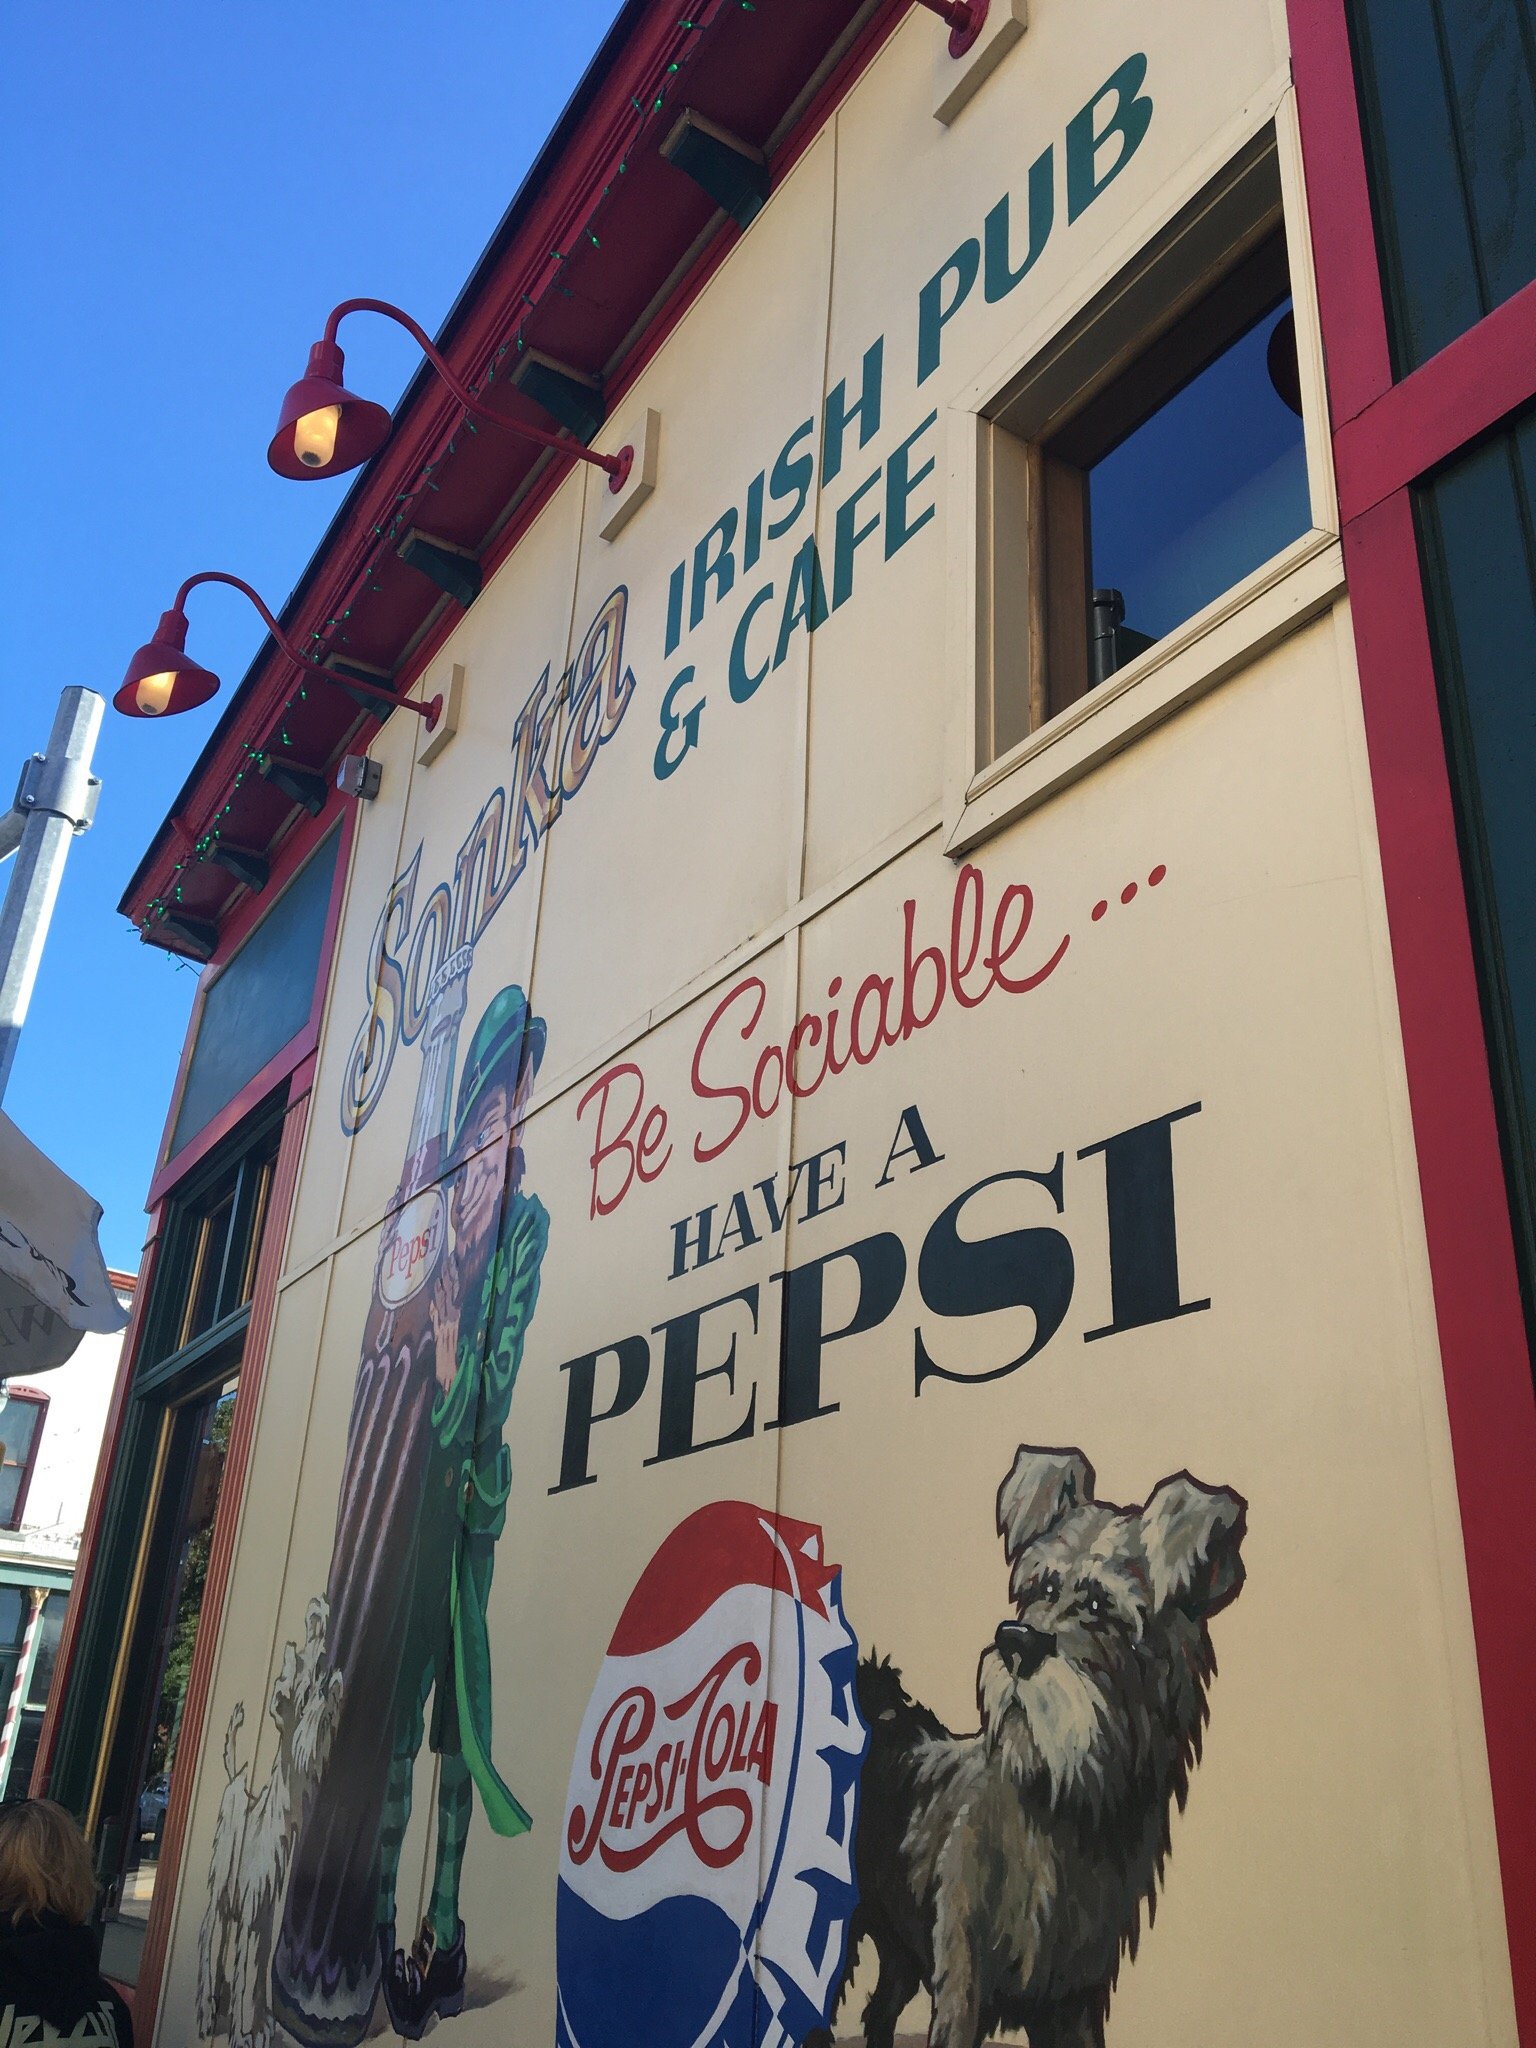 Sonka
IRISH PUB
& CAFE
Be Sociable...
HAVE A
PEPSI
Pepsi
PEPSI-COLA